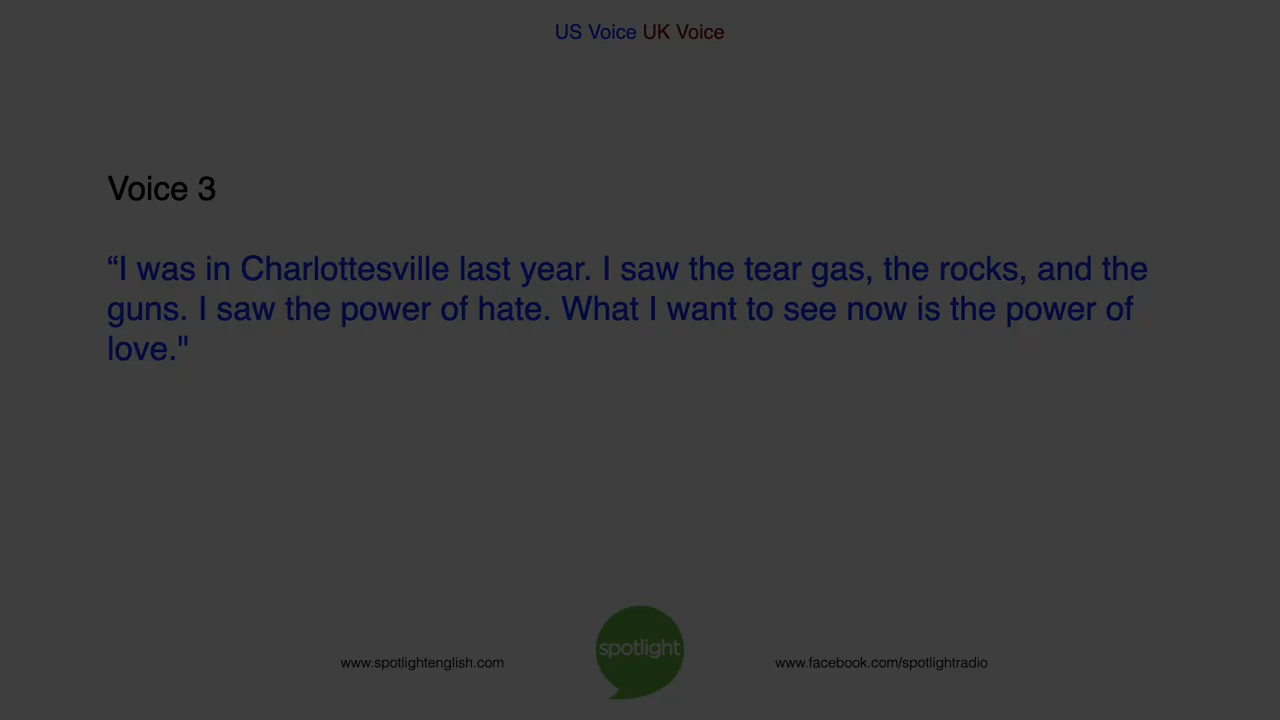 US Voice UK Voice
Voice 3
“I was in Charlottesville last year. I saw the tear gas, the rocks, and the
guns. I saw the power of hate. What I want to see now is the power of
love."
spotlight
www.spotlightenglish.com
www.facebook.com/spotlightradio